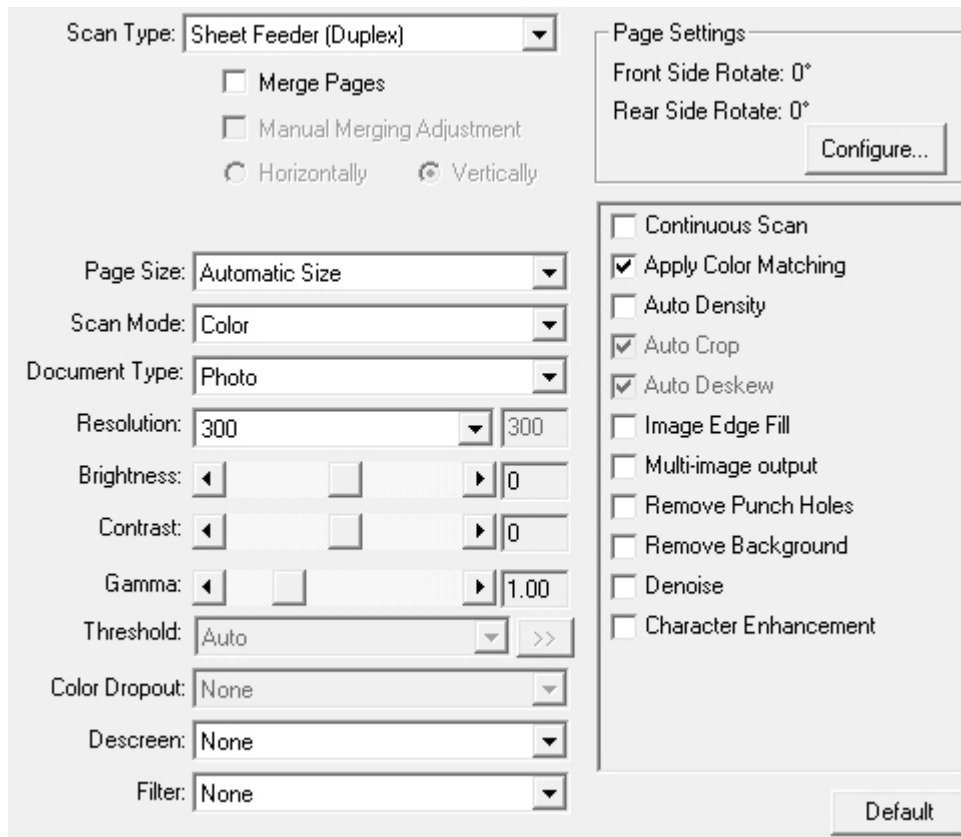 Scan Type: Sheet Feeder (Duplex)
Merge Pages
Manual Merging Adjustment
Horizontally Vertically
Page Size: Automatic Size
Scan Mode: Color
Document Type: Photo
Resolution: 300 300
Brightness: 0
Contrast: 0
Gamma: 1.00
Threshold: Auto >>
Color Dropout: None
Descreen: None
Filter: None
Page Settings
Front Side Rotate: 0°
Rear Side Rotate: 0°
Configure...
Continuous Scan
Apply Color Matching
Auto Density
Auto Crop
Auto Deskew
Image Edge Fill
Multi-image output
Remove Punch Holes
Remove Background
Denoise
Character Enhancement
Default